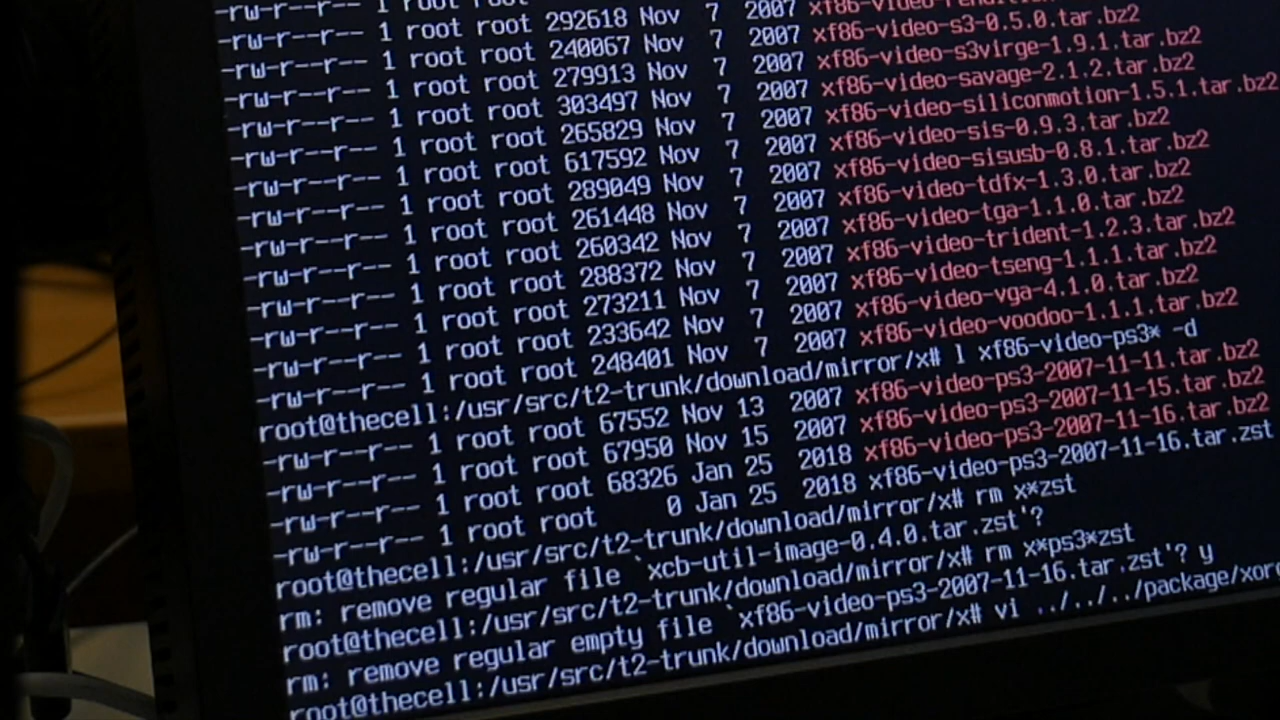 -rw-r--r-- 1 root root
-rw-r--r-- 1 root root 292618 Nov 7 2007
-rw-r--r-- 1 root root 240067 Nov 7 2007 xf86-video-s3-0.5.0.tar.bz2
-rw-r--r-- 1 root root 279913 Nov 7 2007 xf86-video-s3virge-1.9.1.tar.bz2
-rw-r--r-- 1 root root 303497 Nov 7 2007 xf86-video-savage-2.1.2.tar.bz2
-rw-r--r-- 1 root root 265829 Nov 7 2007 xf86-video-siliconmotion-1.5.1.tar.bz2
-rw-r--r-- 1 root root 617592 Nov 7 2007 xf86-video-sis-0.9.3.tar.bz2
-rw-r--r-- 1 root root 289049 Nov 7 2007 xf86-video-sisusb-0.8.1.tar.bz2
-rw-r--r-- 1 root root 261448 Nov 7 2007 xf86-video-tdfx-1.3.0.tar.bz2
-rw-r--r-- 1 root root 260342 Nov 7 2007 xf86-video-tga-1.1.0.tar.bz2
-rw-r--r-- 1 root root 288372 Nov 7 2007 xf86-video-trident-1.2.3.tar.bz2
-rw-r--r-- 1 root root 273211 Nov 7 2007 xf86-video-tseng-1.1.1.tar.bz2
-rw-r--r-- 1 root root 233642 Nov 7 2007 xf86-video-vga-4.1.0.tar.bz2
-rw-r--r-- 1 root root 248401 Nov 7 2007 xf86-video-voodoo-1.1.1.tar.bz2
root@thecell:/usr/src/t2-trunk/download/mirror/x# l xf86-video-ps3* -d
-rw-r--r-- 1 root root 67552 Nov 13 2007 xf86-video-ps3-2007-11-11.tar.bz2
-rw-r--r-- 1 root root 67950 Nov 15 2007 xf86-video-ps3-2007-11-15.tar.bz2
-rw-r--r-- 1 root root 68326 Jan 25 2018 xf86-video-ps3-2007-11-16.tar.bz2
-rw-r--r-- 1 root root 0 Jan 25 2018 xf86-video-ps3-2007-11-16.tar.zst
root@thecell:/usr/src/t2-trunk/download/mirror/x# rm x*zst
rm: remove regular file `xcb-util-image-0.4.0.tar.zst'?
root@thecell:/usr/src/t2-trunk/download/mirror/x# rm x*ps3*zst
rm: remove regular empty file `xf86-video-ps3-2007-11-16.tar.zst'? y
root@thecell:/usr/src/t2-trunk/download/mirror/x# vi ../../../package/xor